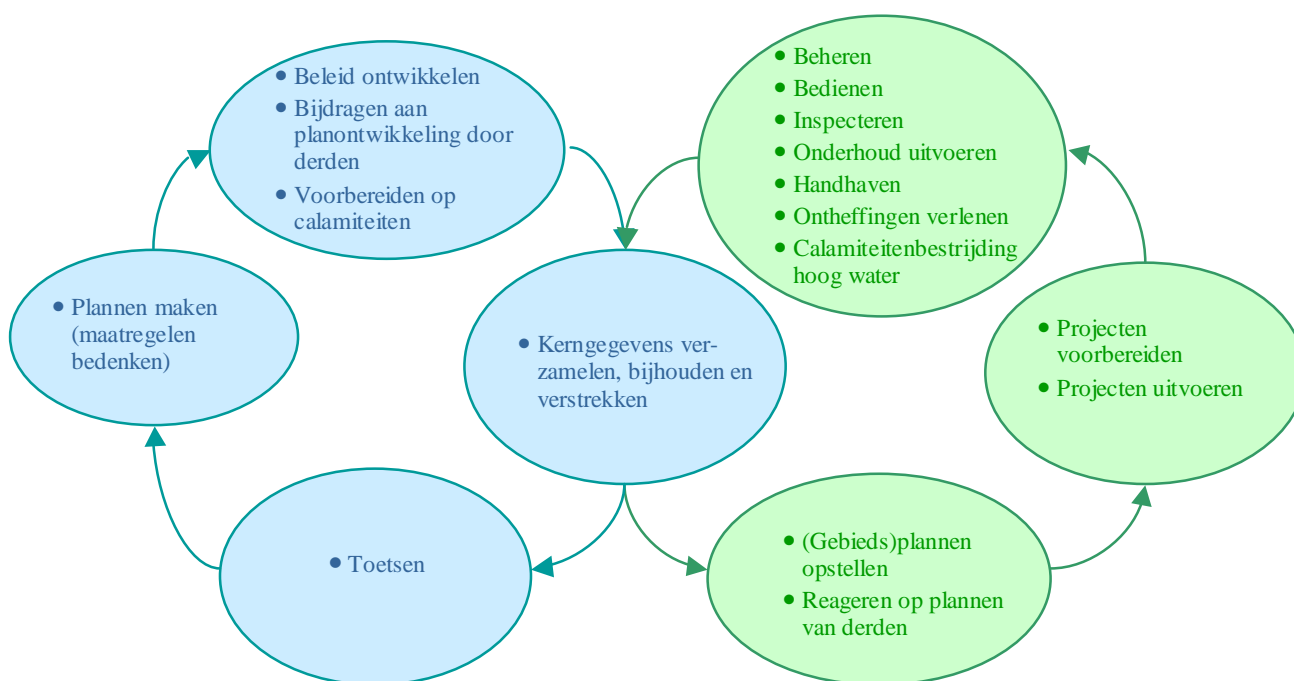 • Beleid ontwikkelen
• Bijdragen aan
planontwikkeling door
derden
• Voorbereiden op
calamiteiten
• Beheren
• Bedienen
• Inspecteren
• Onderhoud uitvoeren
• Handhaven
• Ontheffingen verlenen
• Calamiteitenbestrijding
hoog water
• Plannen maken
(maatregelen
bedenken)
• Kerngegevens ver-
zamelen, bijhouden en
verstrekken
• Projecten
voorbereiden
• Projecten uitvoeren
• Toetsen
• (Gebieds)plannen
opstellen
• Reageren op plannen
van derden